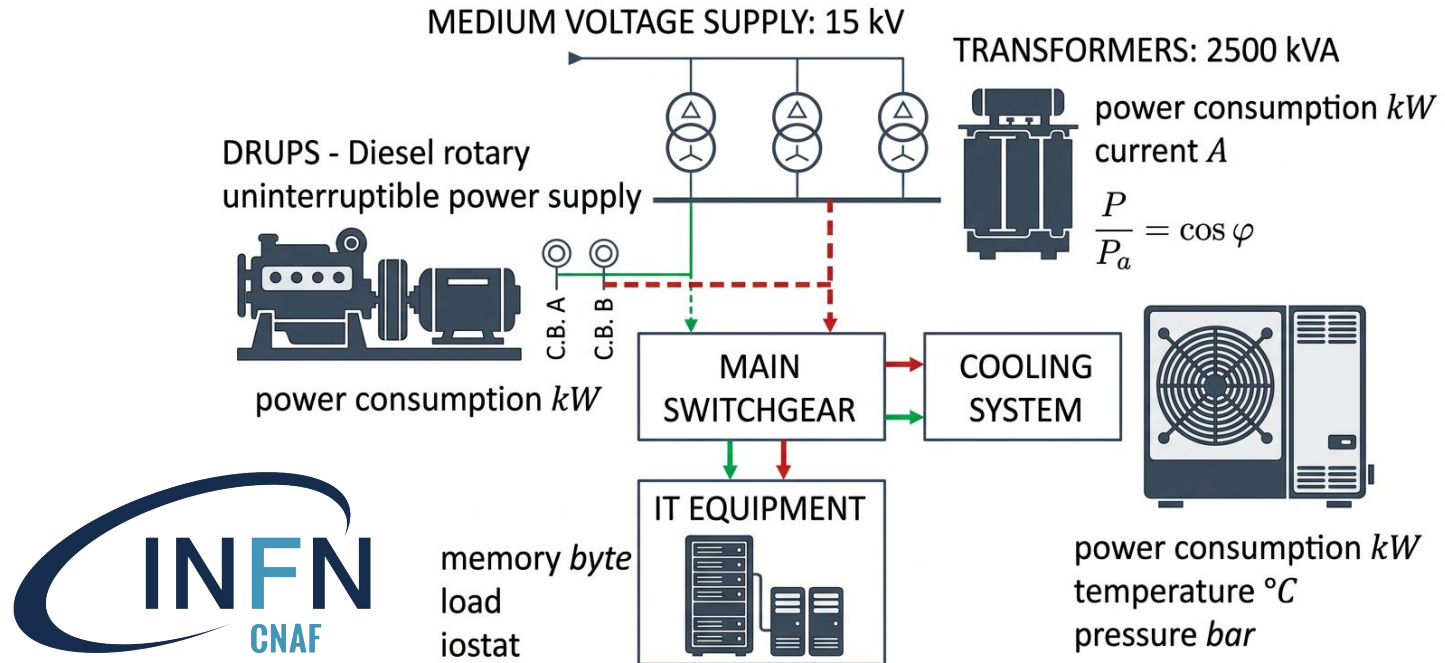 MEDIUM VOLTAGE SUPPLY: 15 kV
TRANSFORMERS: 2500 kVA
power consumption kW
current A
P/P_a = cos φ
DRUPS - Diesel rotary
uninterruptible power supply
C.B. A
C.B. B
power consumption kW
MAIN
SWITCHGEAR
COOLING
SYSTEM
IT EQUIPMENT
memory byte
load
iostat
power consumption kW
temperature °C
pressure bar
INFN
CNAF